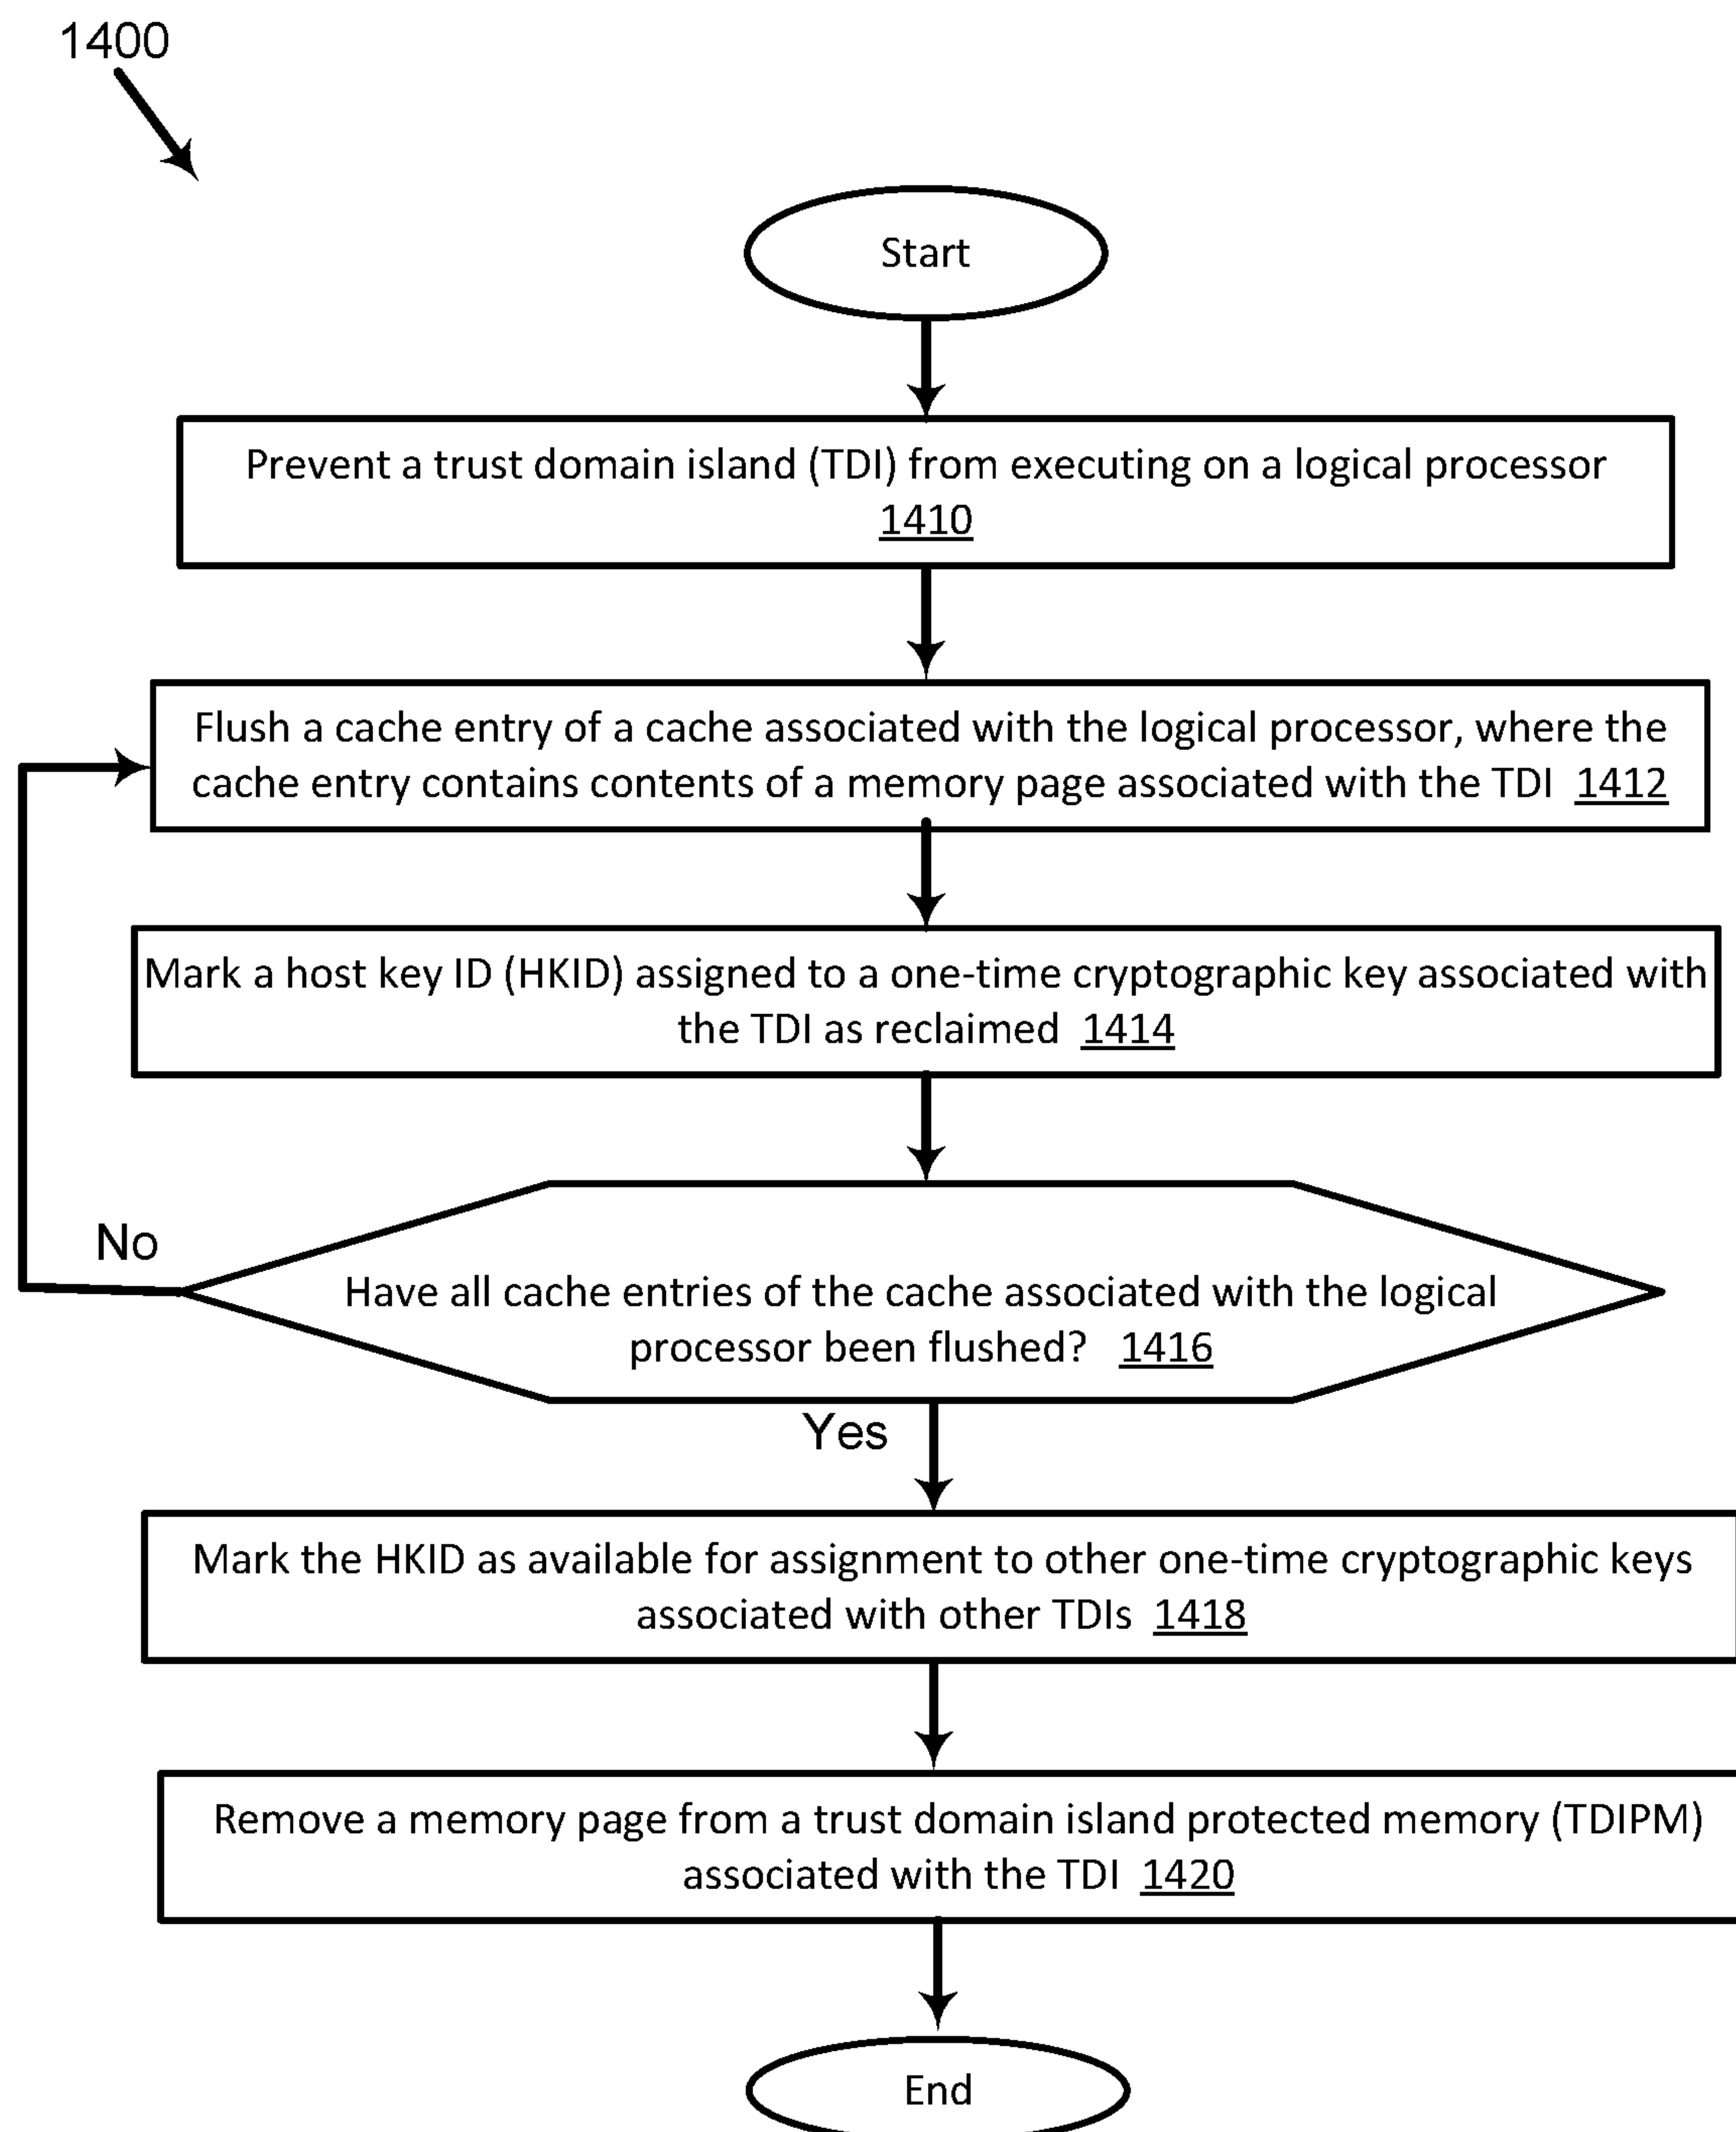 1400
Start
Prevent a trust domain island (TDI) from executing on a logical processor
1410
Flush a cache entry of a cache associated with the logical processor, where the
cache entry contains contents of a memory page associated with the TDI 1412
Mark a host key ID (HKID) assigned to a one-time cryptographic key associated with
the TDI as reclaimed 1414
No
Have all cache entries of the cache associated with the logical
processor been flushed? 1416
Yes
Mark the HKID as available for assignment to other one-time cryptographic keys
associated with other TDIs 1418
Remove a memory page from a trust domain island protected memory (TDIPM)
associated with the TDI 1420
End